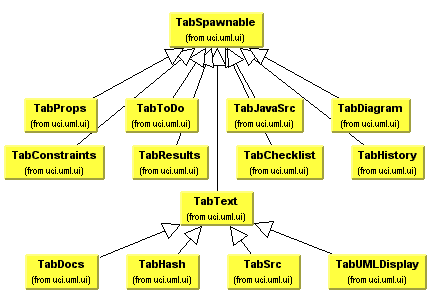 TabSpawnable
(from uci.uml.ui)
TabProps
(from uci.uml.ui)
TabToDo
(from uci.uml.ui)
TabJavaSrc
(from uci.uml.ui)
TabDiagram
(from uci.uml.ui)
TabConstraints
(from uci.uml.ui)
TabResults
(from uci.uml.ui)
TabChecklist
(from uci.uml.ui)
TabHistory
(from uci.uml.ui)
TabText
(from uci.uml.ui)
TabDocs
(from uci.uml.ui)
TabHash
(from uci.uml.ui)
TabSrc
(from uci.uml.ui)
TabUMLDisplay
(from uci.uml.ui)